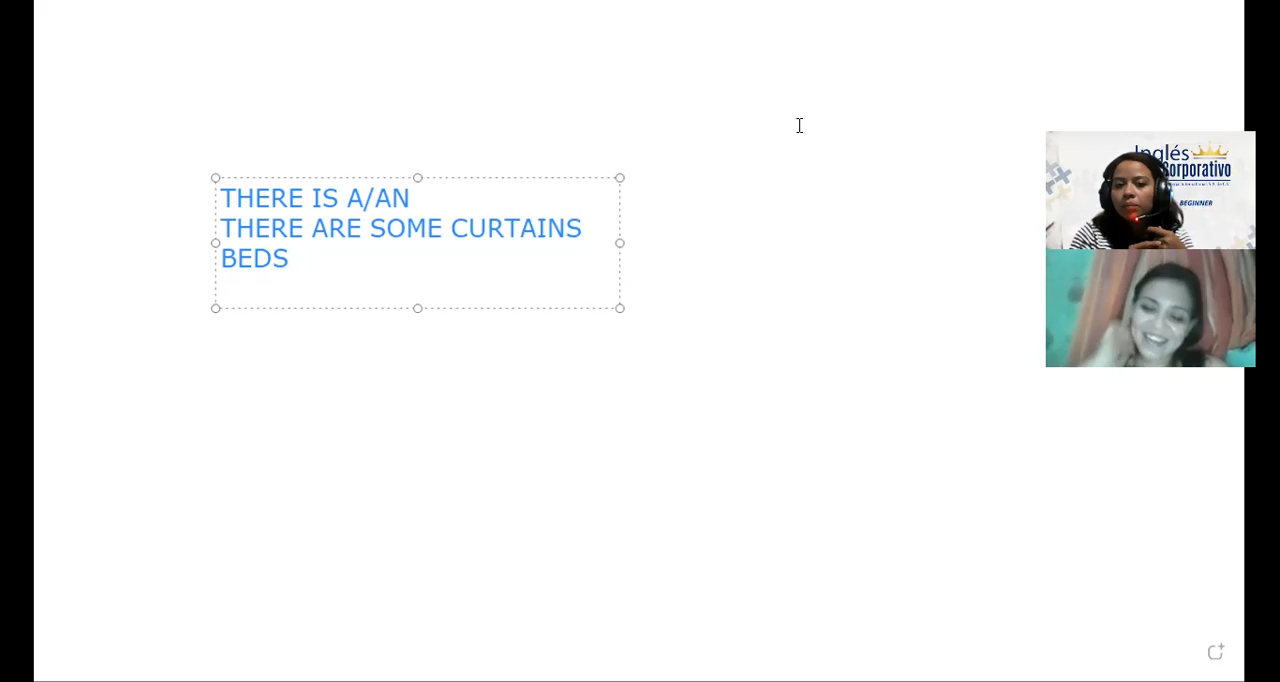 THERE IS A/AN
THERE ARE SOME CURTAINS
BEDS
Inglés
Corporativo
BEGINNER